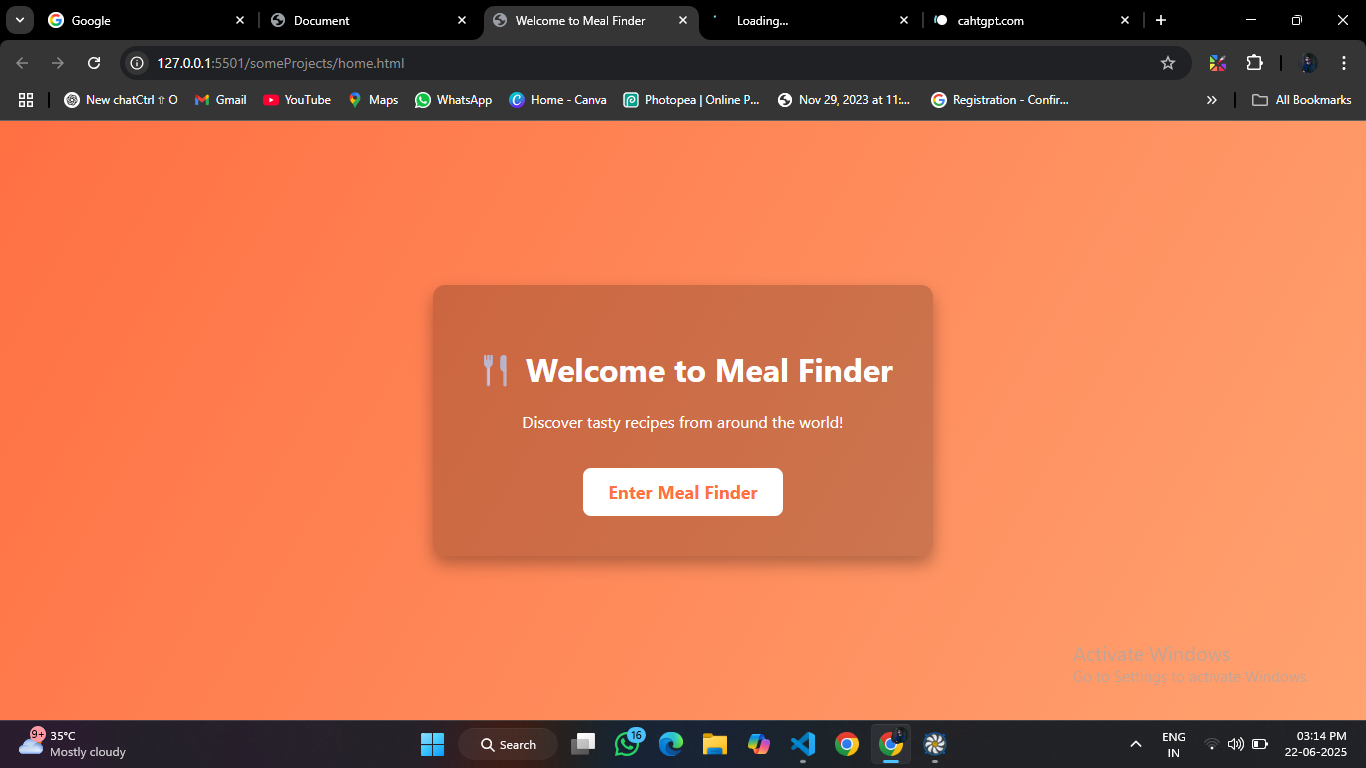 Google
Document
Welcome to Meal Finder
Loading...
cahtgpt.com
127.0.0.1:5501/someProjects/home.html
New chatCtrl ⇧ O
Gmail
YouTube
Maps
WhatsApp
Home - Canva
Photopea | Online P...
Nov 29, 2023 at 11:...
Registration - Confir...
»
All Bookmarks
Welcome to Meal Finder
Discover tasty recipes from around the world!
Enter Meal Finder
Activate Windows
Go to Settings to activate Windows.
9+
35°C
Mostly cloudy
Search
16
ENG
IN
03:14 PM
22-06-2025